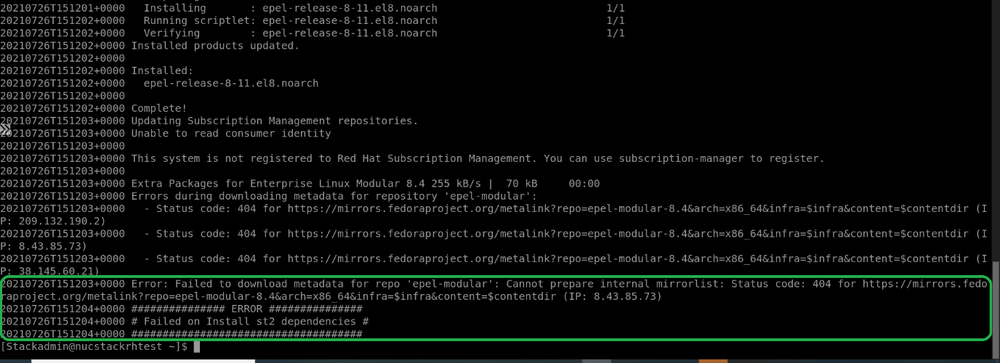 20210726T151201+0000   Installing       : epel-release-8-11.el8.noarch                           1/1
20210726T151202+0000   Running scriptlet: epel-release-8-11.el8.noarch                           1/1
20210726T151202+0000   Verifying        : epel-release-8-11.el8.noarch                           1/1
20210726T151202+0000 Installed products updated.
20210726T151202+0000
20210726T151202+0000 Installed:
20210726T151202+0000   epel-release-8-11.el8.noarch
20210726T151202+0000
20210726T151202+0000 Complete!
20210726T151203+0000 Updating Subscription Management repositories.
20210726T151203+0000 Unable to read consumer identity
20210726T151203+0000
20210726T151203+0000 This system is not registered to Red Hat Subscription Management. You can use subscription-manager to register.
20210726T151203+0000
20210726T151203+0000 Extra Packages for Enterprise Linux Modular 8.4 255 kB/s |  70 kB     00:00
20210726T151203+0000 Errors during downloading metadata for repository 'epel-modular':
20210726T151203+0000   - Status code: 404 for https://mirrors.fedoraproject.org/metalink?repo=epel-modular-8.4&arch=x86_64&infra=$infra&content=$contentdir (I
P: 209.132.190.2)
20210726T151203+0000   - Status code: 404 for https://mirrors.fedoraproject.org/metalink?repo=epel-modular-8.4&arch=x86_64&infra=$infra&content=$contentdir (I
P: 8.43.85.73)
20210726T151203+0000   - Status code: 404 for https://mirrors.fedoraproject.org/metalink?repo=epel-modular-8.4&arch=x86_64&infra=$infra&content=$contentdir (I
P: 38.145.60.21)
20210726T151203+0000 Error: Failed to download metadata for repo 'epel-modular': Cannot prepare internal mirrorlist: Status code: 404 for https://mirrors.fedo
raproject.org/metalink?repo=epel-modular-8.4&arch=x86_64&infra=$infra&content=$contentdir (IP: 8.43.85.73)
20210726T151204+0000 ############### ERROR ###############
20210726T151204+0000 # Failed on Install st2 dependencies #
20210726T151204+0000 #####################################
[Stackadmin@nucstackrhtest ~]$